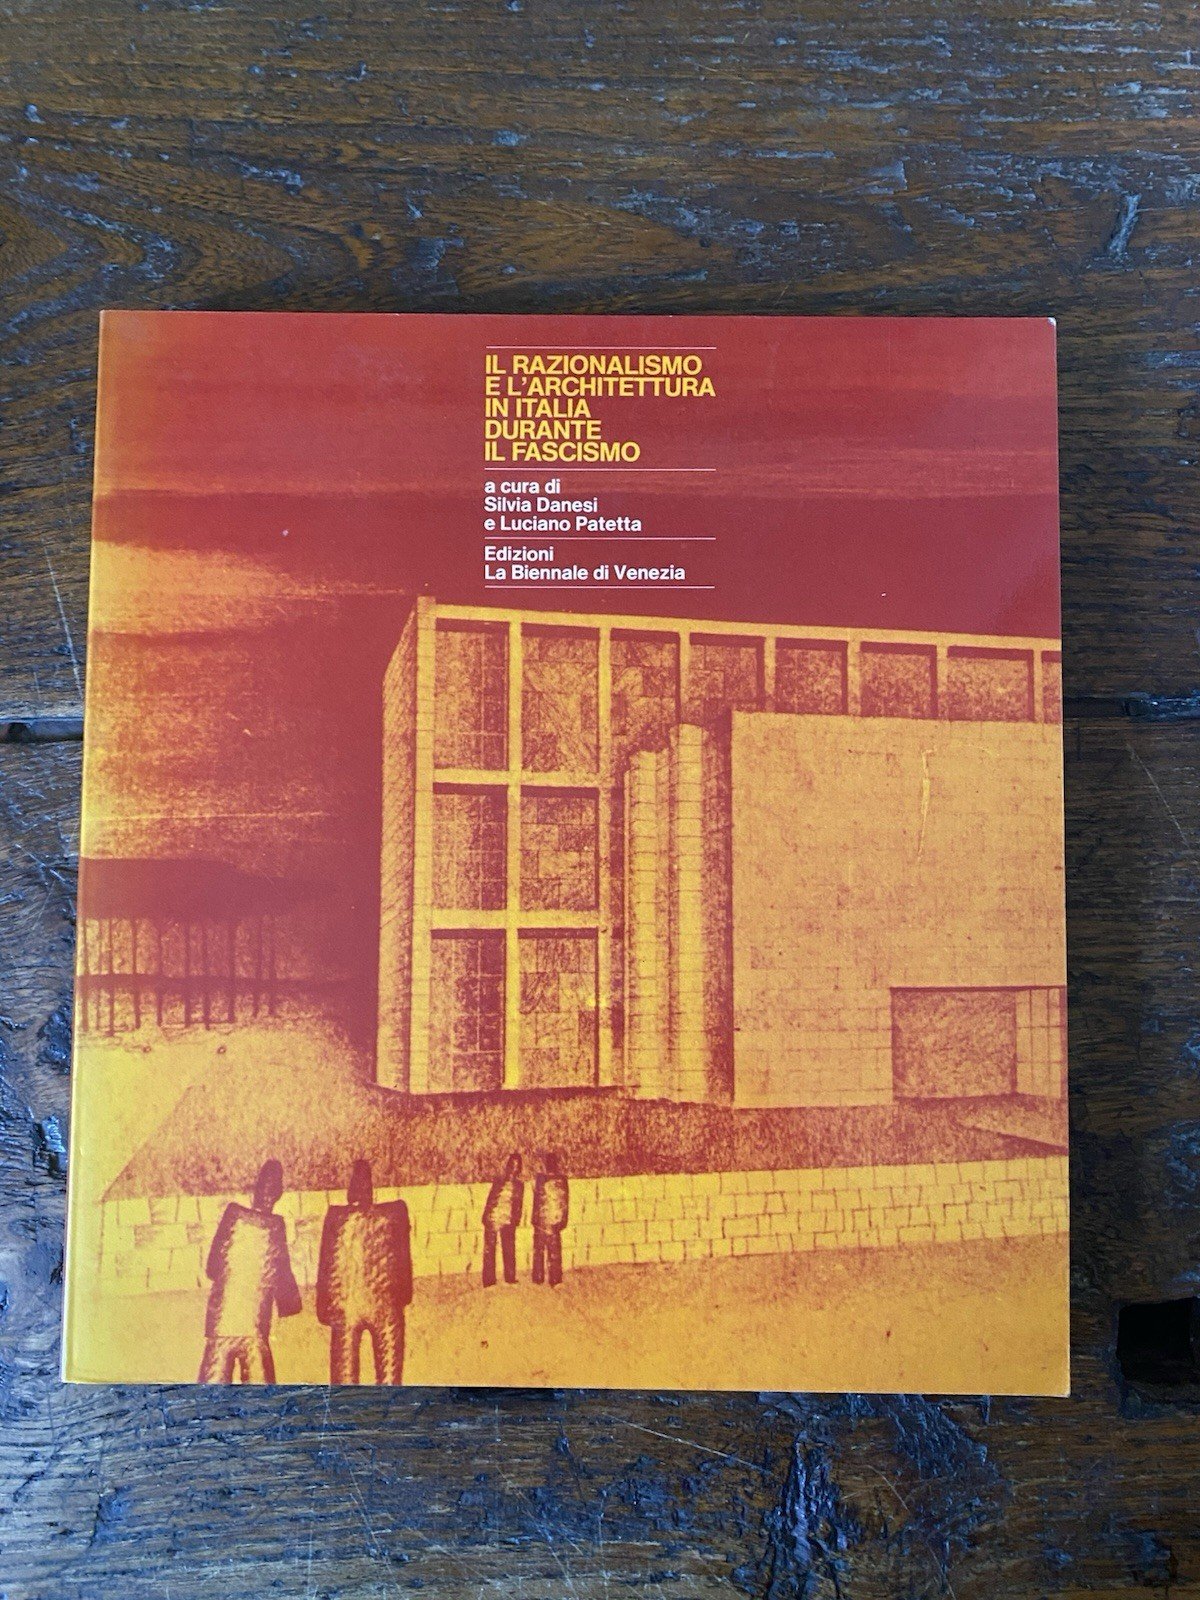 IL RAZIONALISMO
E L'ARCHITETTURA
IN ITALIA
DURANTE
IL FASCISMO
a cura di
Silvia Danesi
e Luciano Patetta
Edizioni
La Biennale di Venezia